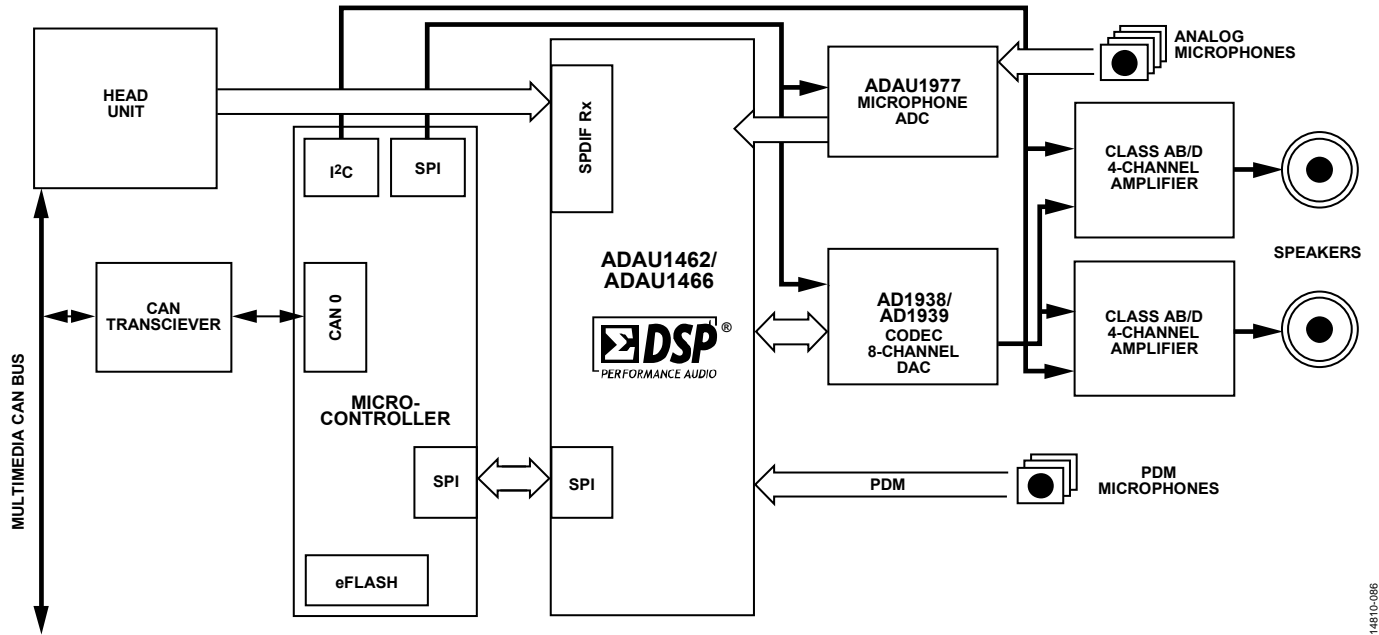 HEAD
UNIT
I²C
SPI
SPDIF Rx
ADAU1977
MICROPHONE
ADC
ANALOG
MICROPHONES
CLASS AB/D
4-CHANNEL
AMPLIFIER
SPEAKERS
CAN
TRANSCIEVER
CAN 0
ADAU1462/
ADAU1466
ΣDSP®
PERFORMANCE AUDIO
AD1938/
AD1939
CODEC
8-CHANNEL
DAC
CLASS AB/D
4-CHANNEL
AMPLIFIER
MULTIMEDIA CAN BUS
MICRO-
CONTROLLER
SPI
SPI
PDM
PDM
MICROPHONES
eFLASH
14810-086